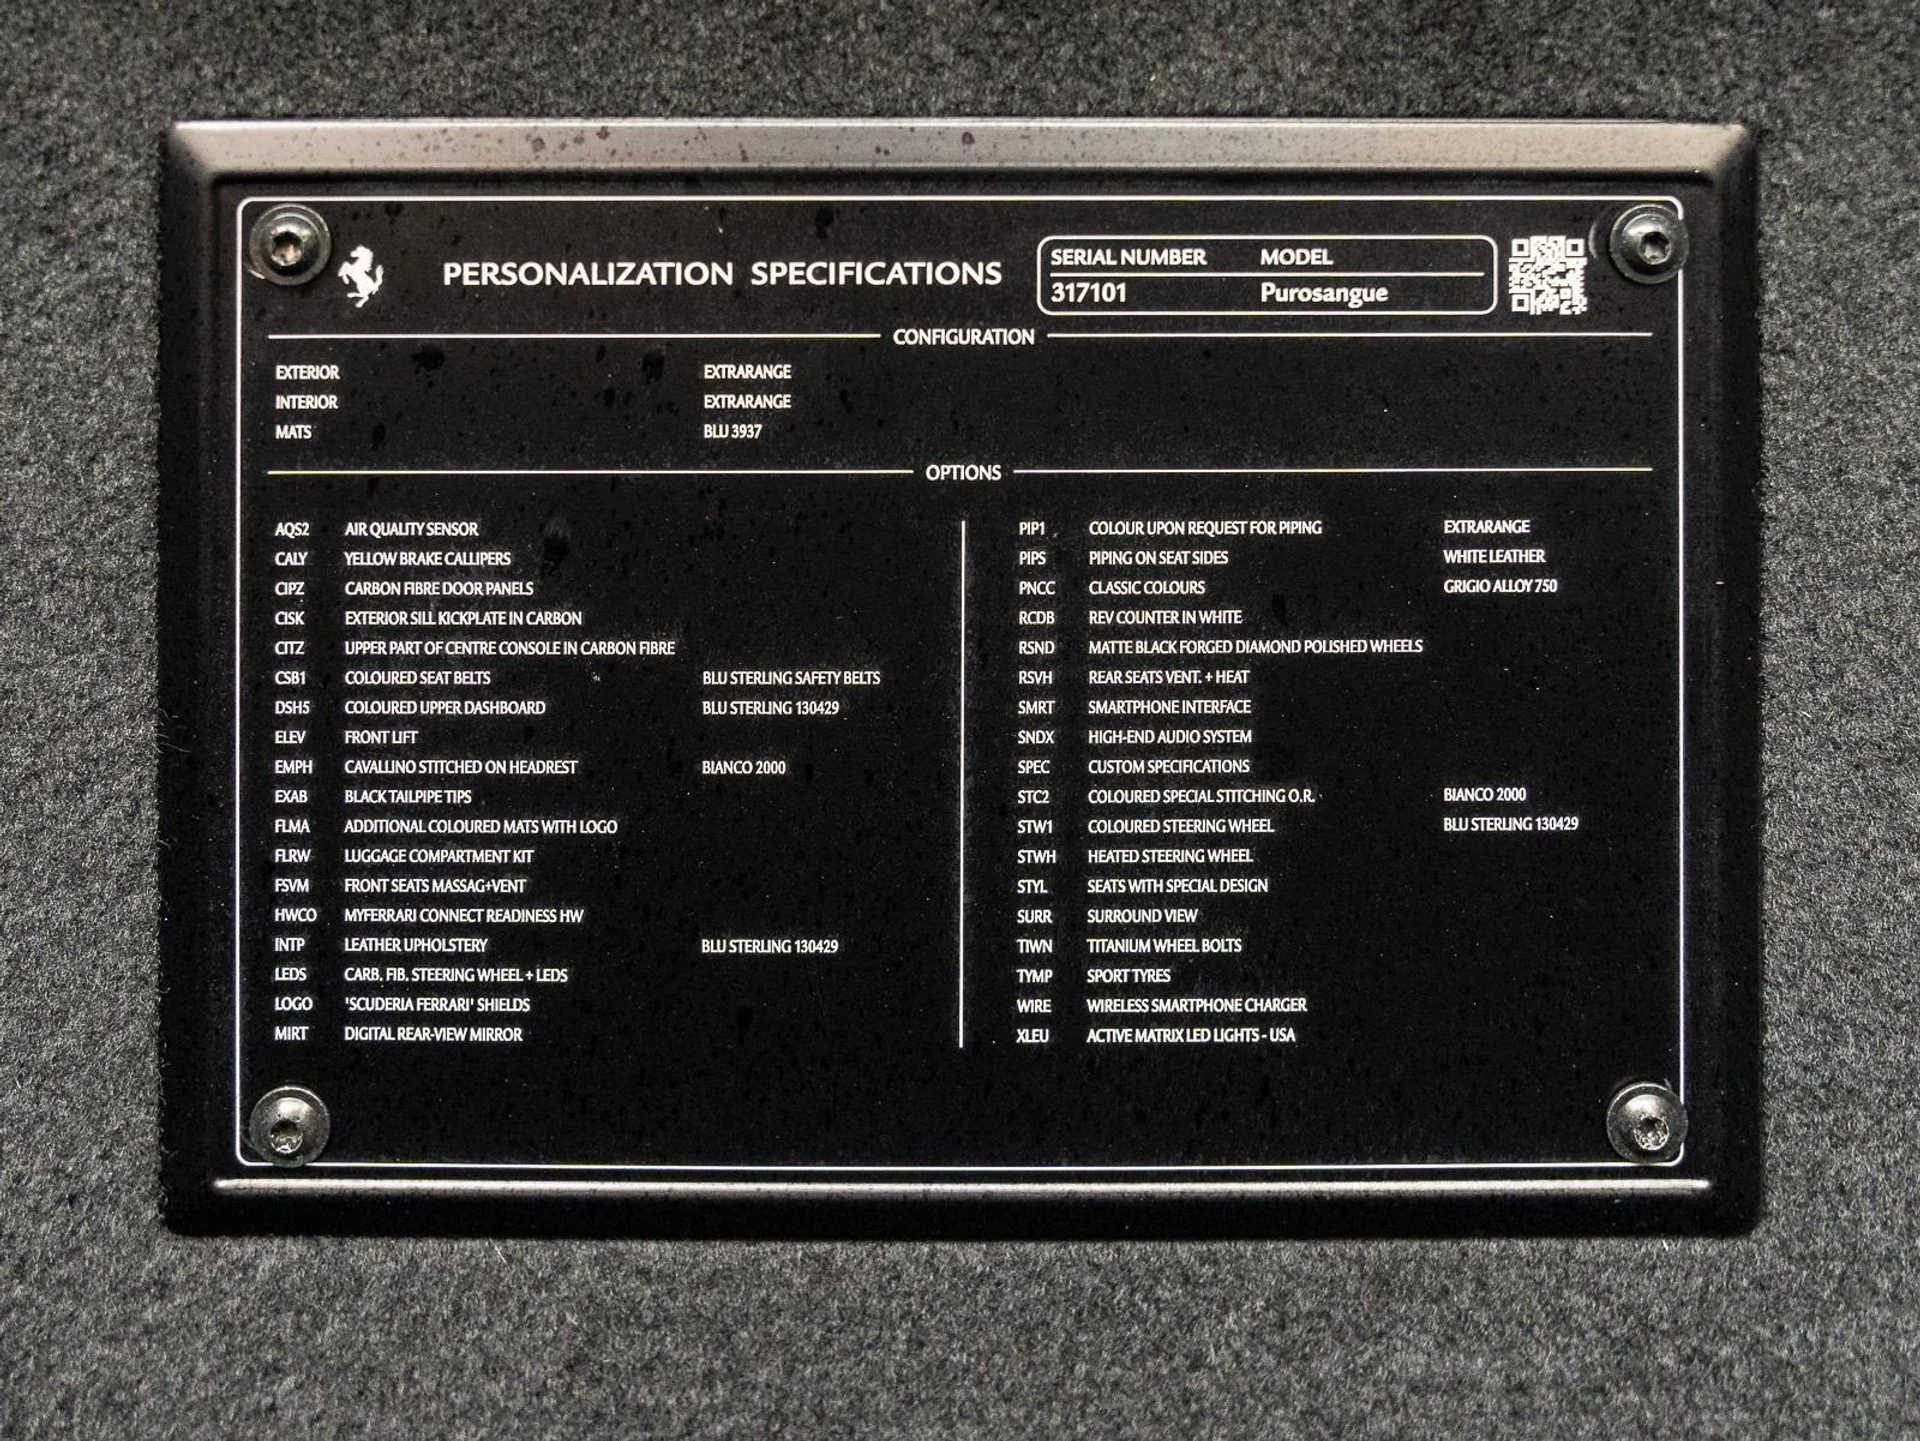 PERSONALIZATION SPECIFICATIONS
SERIAL NUMBER MODEL
317101 Purosangue
CONFIGURATION
EXTERIOR EXTRARANGE
INTERIOR EXTRARANGE
MATS BLU 3937
OPTIONS
AQS2 AIR QUALITY SENSOR
CALY YELLOW BRAKE CALLIPERS
CIPZ CARBON FIBRE DOOR PANELS
CISK EXTERIOR SILL KICKPLATE IN CARBON
CITZ UPPER PART OF CENTRE CONSOLE IN CARBON FIBRE
CSB1 COLOURED SEAT BELTS BLU STERLING SAFETY BELTS
DSH5 COLOURED UPPER DASHBOARD BLU STERLING 130429
ELEV FRONT LIFT
EMPH CAVALLINO STITCHED ON HEADREST BIANCO 2000
EXAB BLACK TAILPIPE TIPS
FLMA ADDITIONAL COLOURED MATS WITH LOGO
FLRW LUGGAGE COMPARTMENT KIT
FSVM FRONT SEATS MASSAG+VENT
HWCO MYFERRARI CONNECT READINESS HW
INTP LEATHER UPHOLSTERY BLU STERLING 130429
LEDS CARB. FIB. STEERING WHEEL + LEDS
LOGO 'SCUDERIA FERRARI' SHIELDS
MIRT DIGITAL REAR-VIEW MIRROR
PIP1 COLOUR UPON REQUEST FOR PIPING EXTRARANGE
PIPS PIPING ON SEAT SIDES WHITE LEATHER
PNCC CLASSIC COLOURS GRIGIO ALLOY 750
RCDB REV COUNTER IN WHITE
RSND MATTE BLACK FORGED DIAMOND POLISHED WHEELS
RSVH REAR SEATS VENT. + HEAT
SMRT SMARTPHONE INTERFACE
SNDX HIGH-END AUDIO SYSTEM
SPEC CUSTOM SPECIFICATIONS
STC2 COLOURED SPECIAL STITCHING O.R. BIANCO 2000
STW1 COLOURED STEERING WHEEL BLU STERLING 130429
STWH HEATED STEERING WHEEL
STYL SEATS WITH SPECIAL DESIGN
SURR SURROUND VIEW
TIWN TITANIUM WHEEL BOLTS
TYMP SPORT TYRES
WIRE WIRELESS SMARTPHONE CHARGER
XLEU ACTIVE MATRIX LED LIGHTS - USA